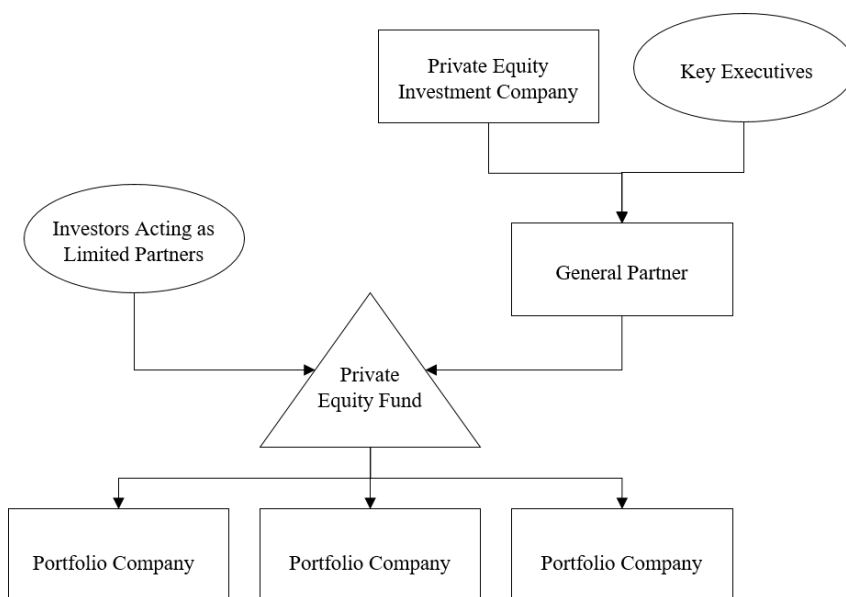 Private Equity
Investment Company
Key Executives
Investors Acting as
Limited Partners
General Partner
Private
Equity Fund
Portfolio Company
Portfolio Company
Portfolio Company